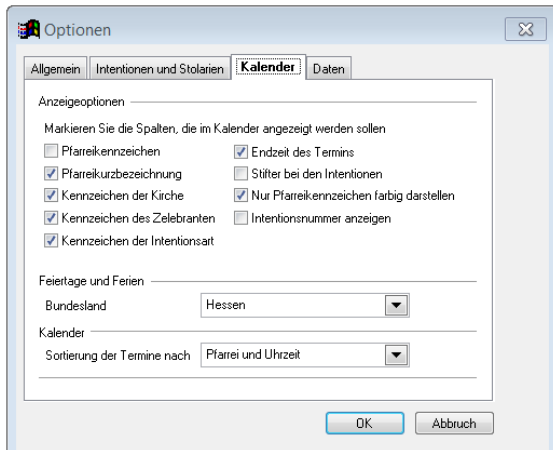 Optionen
Allgemein
Intentionen und Stolarien
Kalender
Daten
Anzeigeoptionen
Markieren Sie die Spalten, die im Kalender angezeigt werden sollen
Pfarreikennzeichen
Pfarreikurzbezeichnung
Kennzeichen der Kirche
Kennzeichen des Zelebranten
Kennzeichen der Intentionsart
Endzeit des Termins
Stifter bei den Intentionen
Nur Pfarreikennzeichen farbig darstellen
Intentionsnummer anzeigen
Feiertage und Ferien
Bundesland
Hessen
Kalender
Sortierung der Termine nach
Pfarrei und Uhrzeit
OK
Abbruch